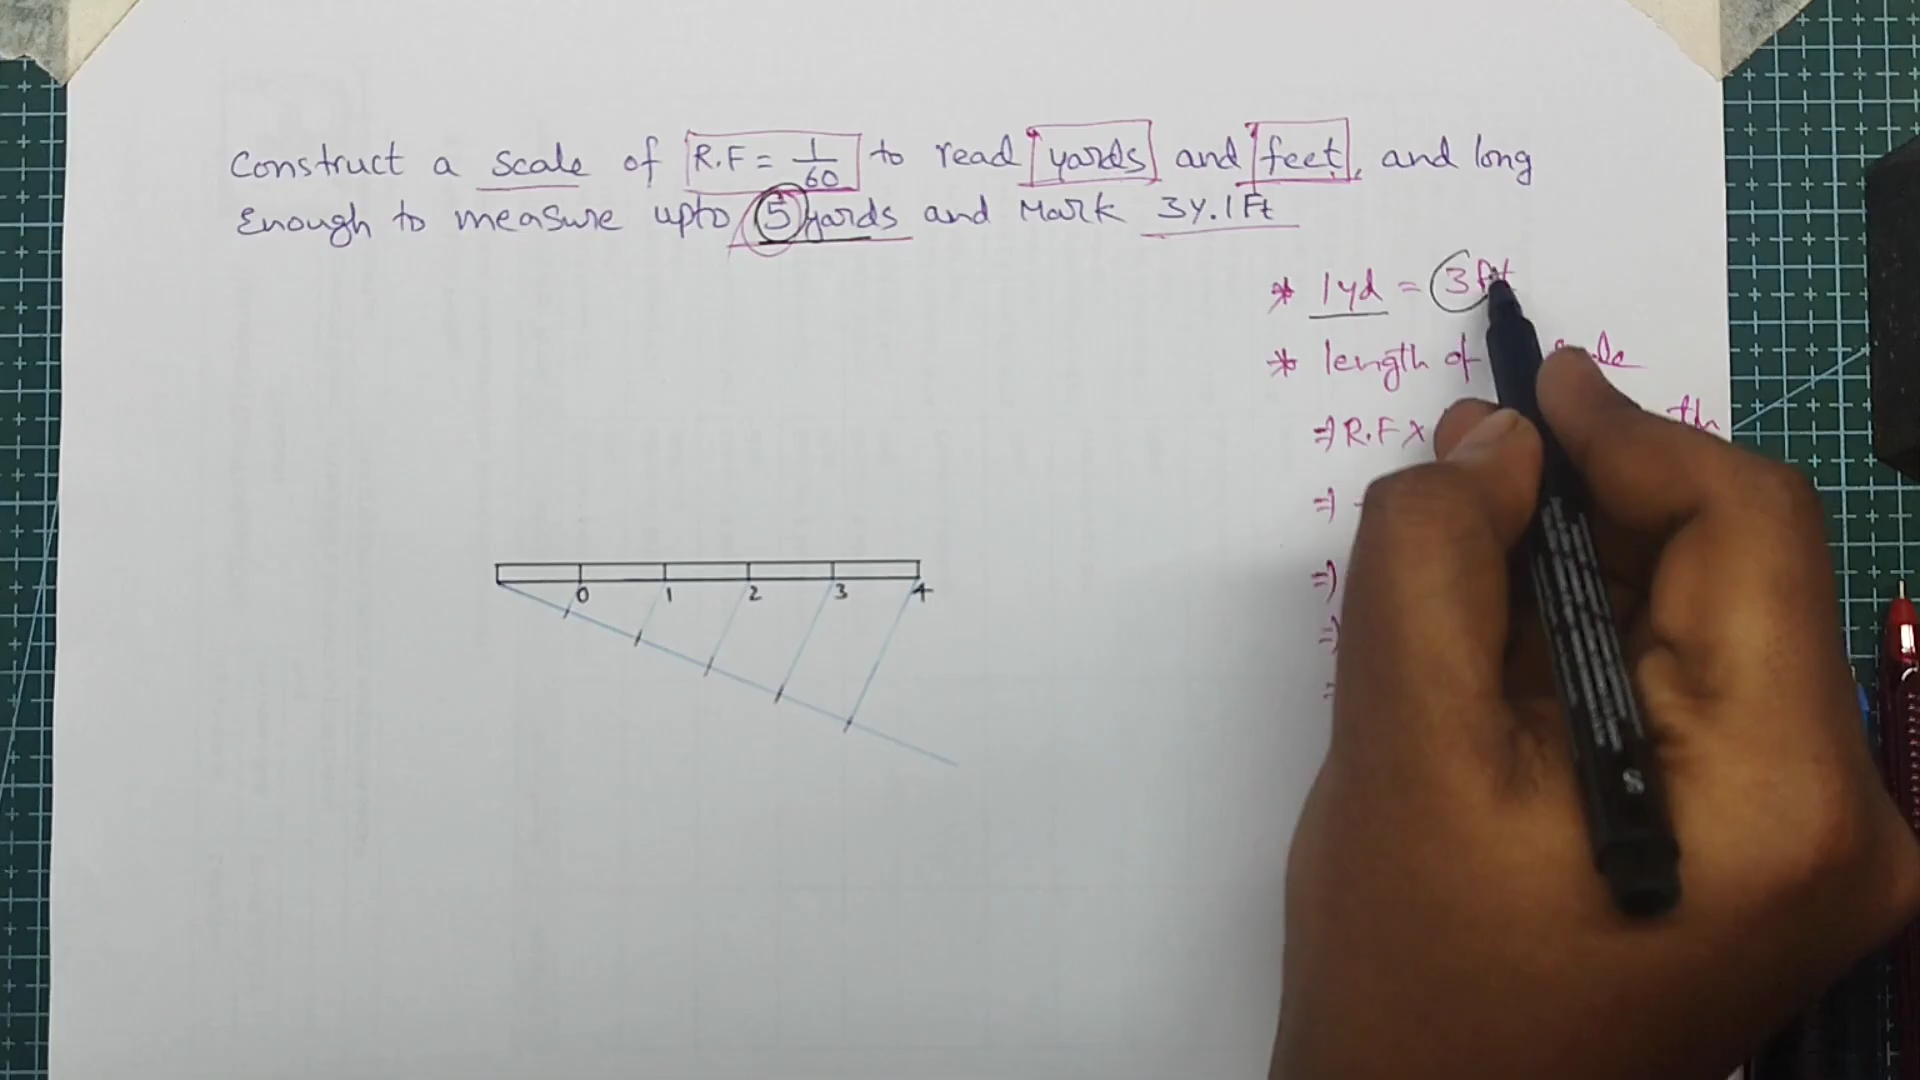 Construct a scale of R.F = 1/60 to read yards and feet, and long
Enough to measure upto 5 yards and Mark 3y.1Ft
* 1yd = 3ft
* length of
⇒ R.F X
⇒
⇒
⇒
0 1 2 3 4